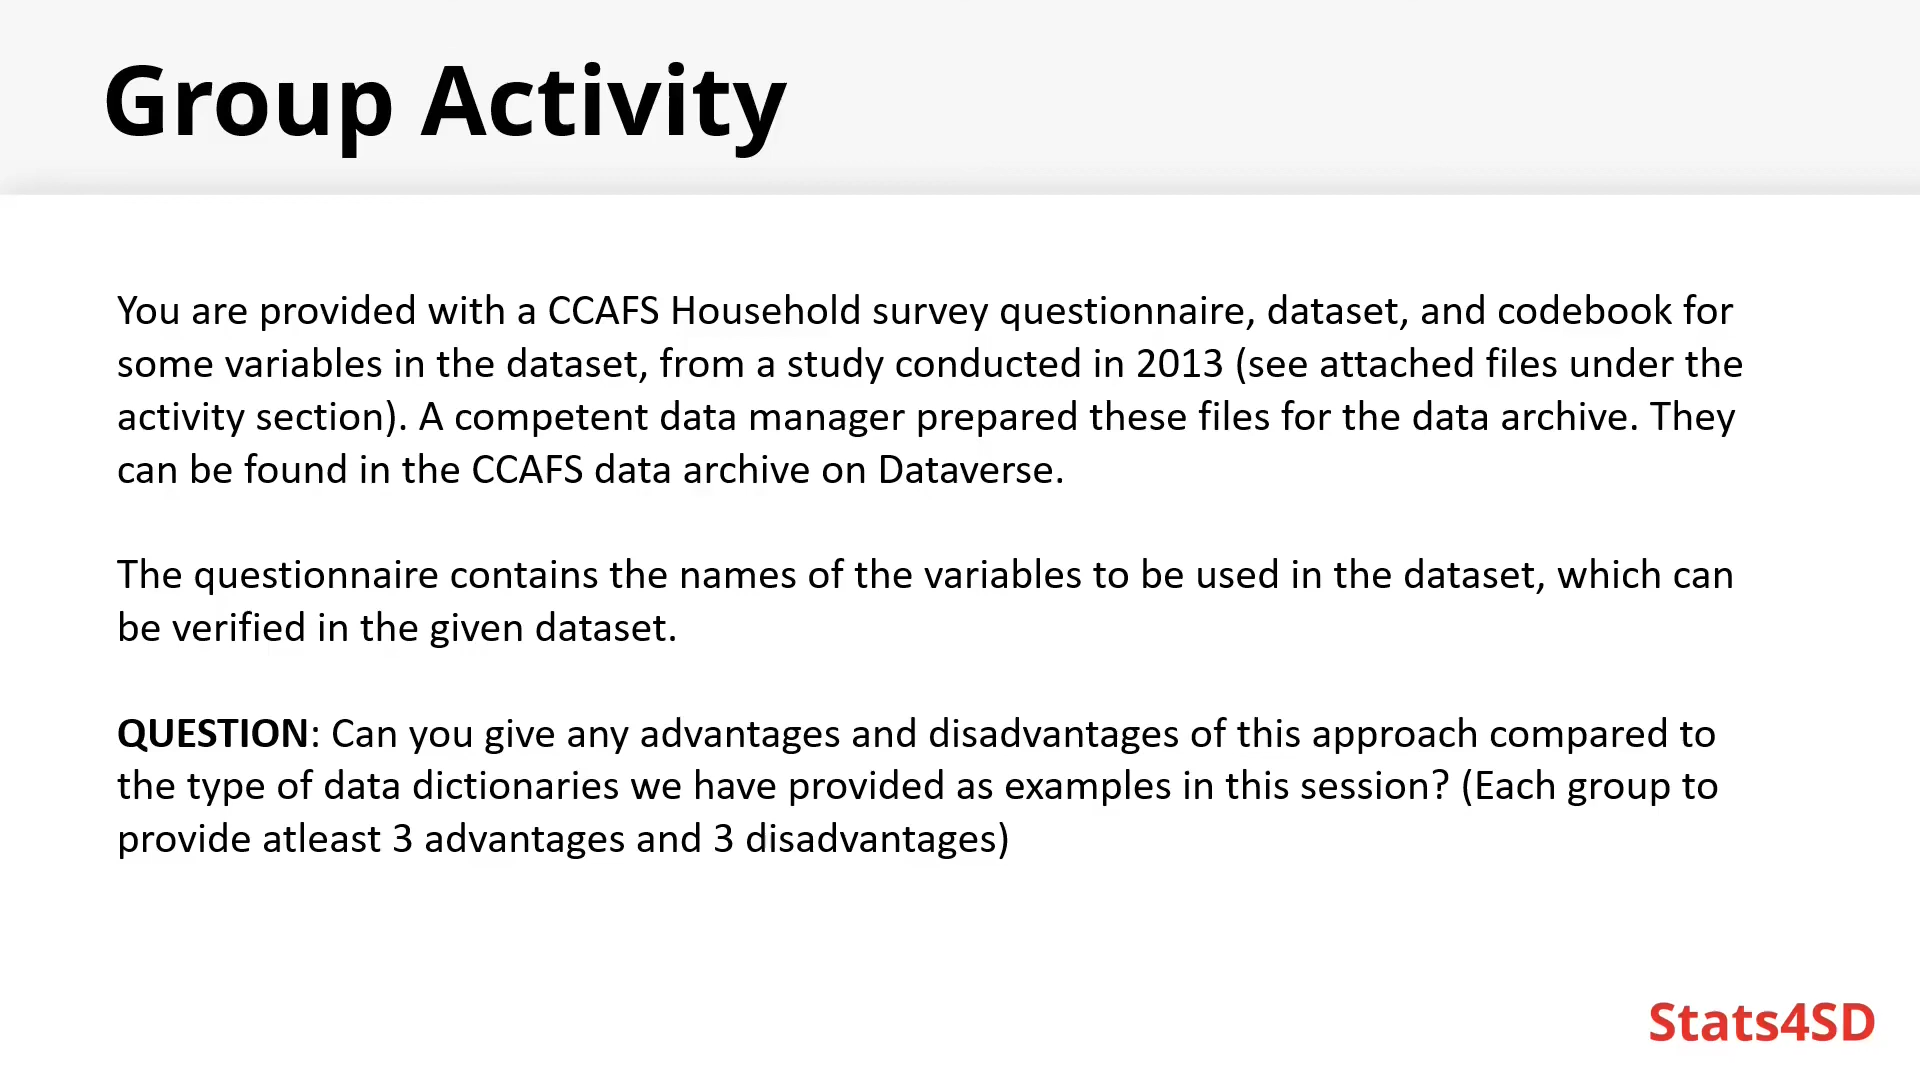 Group Activity
You are provided with a CCAFS Household survey questionnaire, dataset, and codebook for
some variables in the dataset, from a study conducted in 2013 (see attached files under the
activity section). A competent data manager prepared these files for the data archive. They
can be found in the CCAFS data archive on Dataverse.
The questionnaire contains the names of the variables to be used in the dataset, which can
be verified in the given dataset.
QUESTION: Can you give any advantages and disadvantages of this approach compared to
the type of data dictionaries we have provided as examples in this session? (Each group to
provide atleast 3 advantages and 3 disadvantages)
Stats4SD